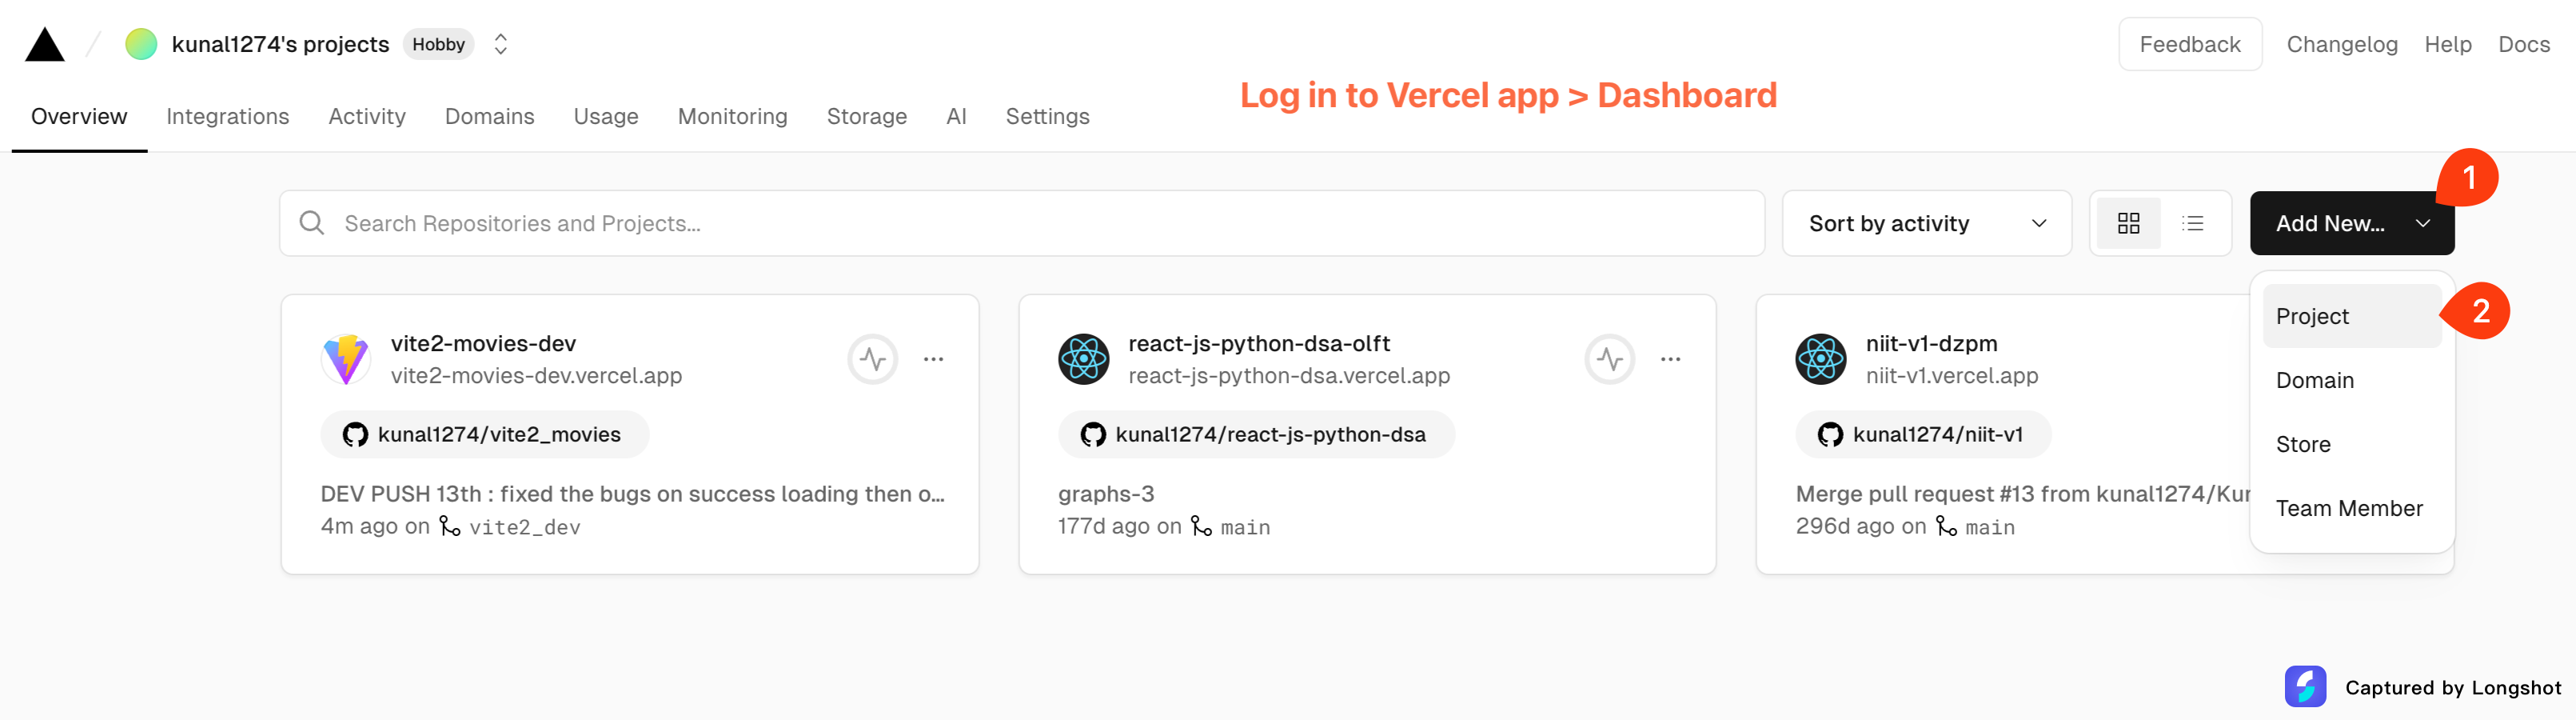 kunal1274's projects Hobby
Feedback Changelog Help Docs
Log in to Vercel app > Dashboard
Overview Integrations Activity Domains Usage Monitoring Storage AI Settings
1
Search Repositories and Projects...
Sort by activity
Add New...
2
Project
Domain
Store
Team Member
vite2-movies-dev
vite2-movies-dev.vercel.app
kunal1274/vite2_movies
DEV PUSH 13th : fixed the bugs on success loading then o...
4m ago on vite2_dev
react-js-python-dsa-olft
react-js-python-dsa.vercel.app
kunal1274/react-js-python-dsa
graphs-3
177d ago on main
niit-v1-dzpm
niit-v1.vercel.app
kunal1274/niit-v1
Merge pull request #13 from kunal1274/Kur
296d ago on main
Captured by Longshot